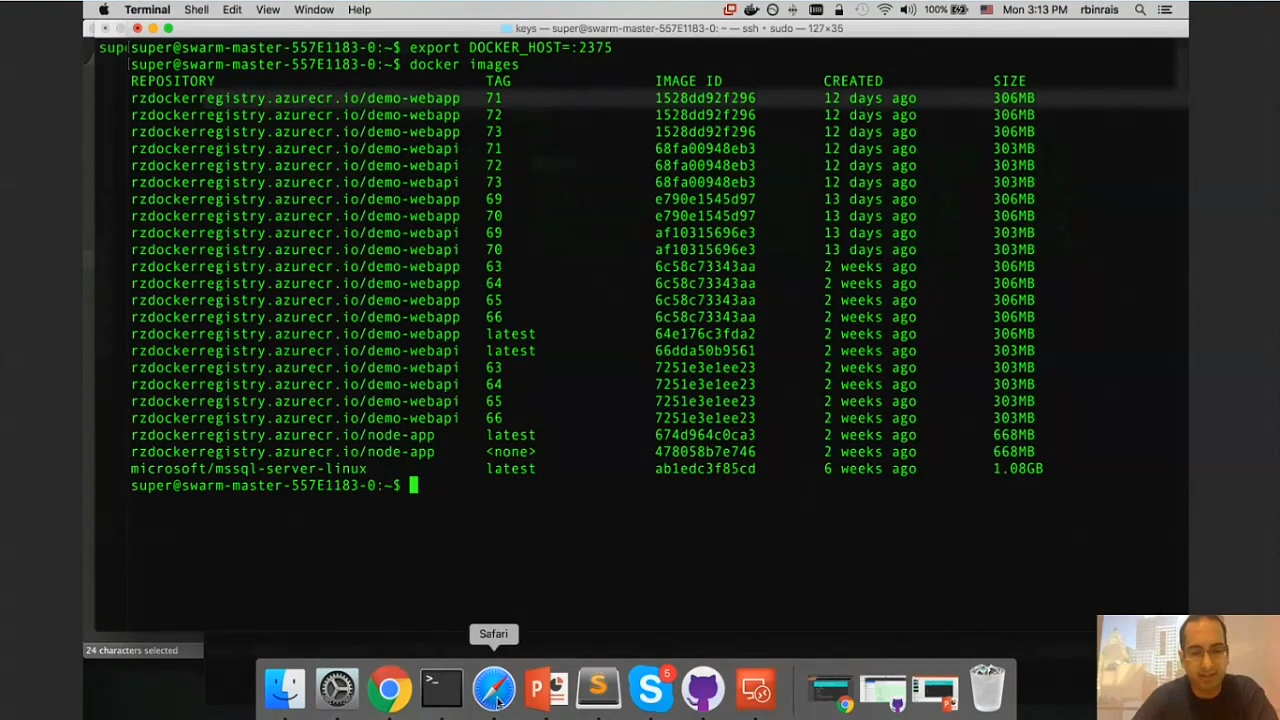 Terminal Shell Edit View Window Help 100% Mon 3:13 PM rbinrais
keys — super@swarm-master-557E1183-0: ~ — ssh • sudo — 127×35
sup super@swarm-master-557E1183-0:~$ export DOCKER_HOST=:2375
super@swarm-master-557E1183-0:~$ docker images
REPOSITORY TAG IMAGE ID CREATED SIZE
rzdockerregistry.azurecr.io/demo-webapp 71 1528dd92f296 12 days ago 306MB
rzdockerregistry.azurecr.io/demo-webapp 72 1528dd92f296 12 days ago 306MB
rzdockerregistry.azurecr.io/demo-webapp 73 1528dd92f296 12 days ago 306MB
rzdockerregistry.azurecr.io/demo-webapi 71 68fa00948eb3 12 days ago 303MB
rzdockerregistry.azurecr.io/demo-webapi 72 68fa00948eb3 12 days ago 303MB
rzdockerregistry.azurecr.io/demo-webapi 73 68fa00948eb3 12 days ago 303MB
rzdockerregistry.azurecr.io/demo-webapp 69 e790e1545d97 13 days ago 306MB
rzdockerregistry.azurecr.io/demo-webapp 70 e790e1545d97 13 days ago 306MB
rzdockerregistry.azurecr.io/demo-webapi 69 af10315696e3 13 days ago 303MB
rzdockerregistry.azurecr.io/demo-webapi 70 af10315696e3 13 days ago 303MB
rzdockerregistry.azurecr.io/demo-webapp 63 6c58c73343aa 2 weeks ago 306MB
rzdockerregistry.azurecr.io/demo-webapp 64 6c58c73343aa 2 weeks ago 306MB
rzdockerregistry.azurecr.io/demo-webapp 65 6c58c73343aa 2 weeks ago 306MB
rzdockerregistry.azurecr.io/demo-webapp 66 6c58c73343aa 2 weeks ago 306MB
rzdockerregistry.azurecr.io/demo-webapp latest 64e176c3fda2 2 weeks ago 306MB
rzdockerregistry.azurecr.io/demo-webapi latest 66dda50b9561 2 weeks ago 303MB
rzdockerregistry.azurecr.io/demo-webapi 63 7251e3e1ee23 2 weeks ago 303MB
rzdockerregistry.azurecr.io/demo-webapi 64 7251e3e1ee23 2 weeks ago 303MB
rzdockerregistry.azurecr.io/demo-webapi 65 7251e3e1ee23 2 weeks ago 303MB
rzdockerregistry.azurecr.io/demo-webapi 66 7251e3e1ee23 2 weeks ago 303MB
rzdockerregistry.azurecr.io/node-app latest 674d964c0ca3 2 weeks ago 668MB
rzdockerregistry.azurecr.io/node-app <none> 478058b7e746 2 weeks ago 668MB
microsoft/mssql-server-linux latest ab1edc3f85cd 6 weeks ago 1.08GB
super@swarm-master-557E1183-0:~$
Safari
24 characters selected
5